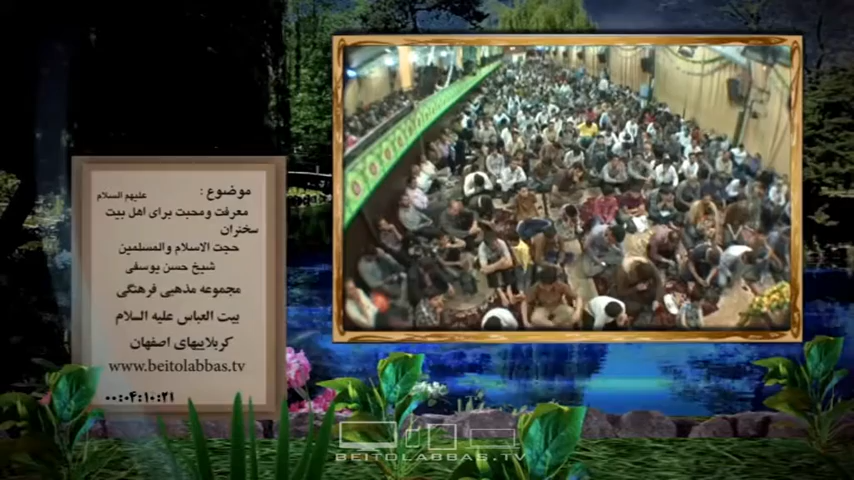 موضوع :
علیهم السلام
معرفت ومحبت برای اهل بیت
سخنران
حجت الاسلام والمسلمین
شیخ حسن یوسفی
مجموعه مذهبی فرهنگی
بیت العباس علیه السلام
کربلاییهای اصفهان
www.beitolabbas.tv
۰۰:۰۴:۱۰:۲۱
BEITOLABBAS.TV